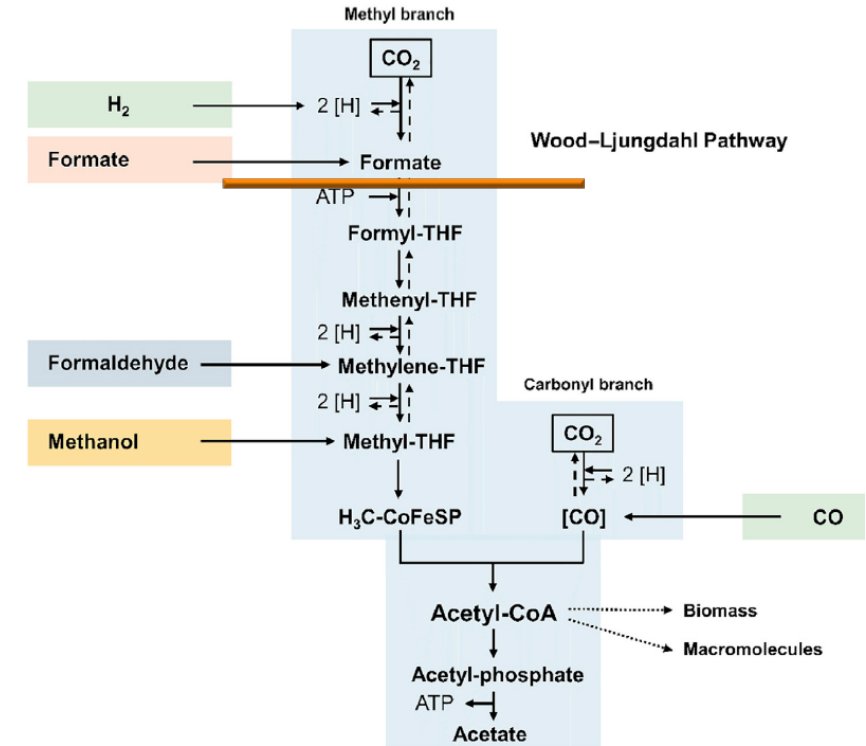 Methyl branch
CO₂
H₂
2 [H]
Wood–Ljungdahl Pathway
Formate
Formate
ATP
Formyl-THF
Methenyl-THF
2 [H]
Formaldehyde
Methylene-THF
Carbonyl branch
2 [H]
CO₂
Methanol
Methyl-THF
2 [H]
H₃C-CoFeSP
[CO]
CO
Acetyl-CoA
Biomass
Macromolecules
Acetyl-phosphate
ATP
Acetate